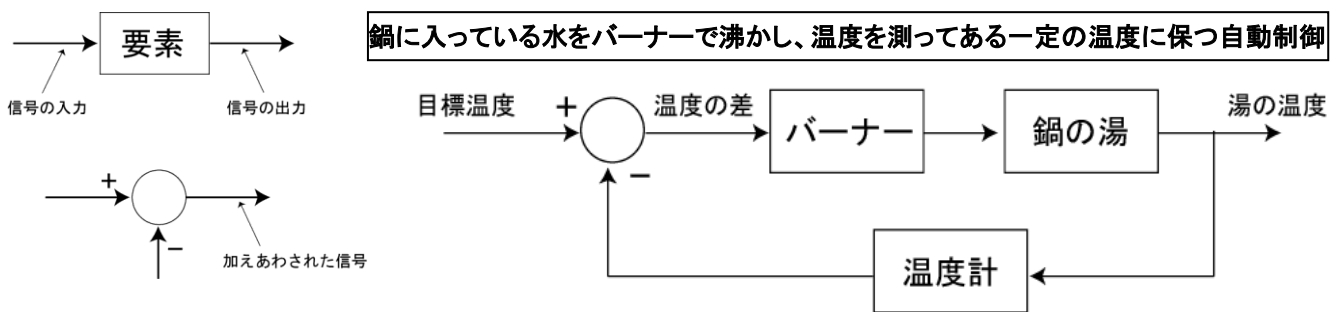 要素
信号の入力
信号の出力
+
−
加えあわされた信号
鍋に入っている水をバーナーで沸かし、温度を測ってある一定の温度に保つ自動制御
目標温度
+
−
温度の差
バーナー
鍋の湯
湯の温度
温度計